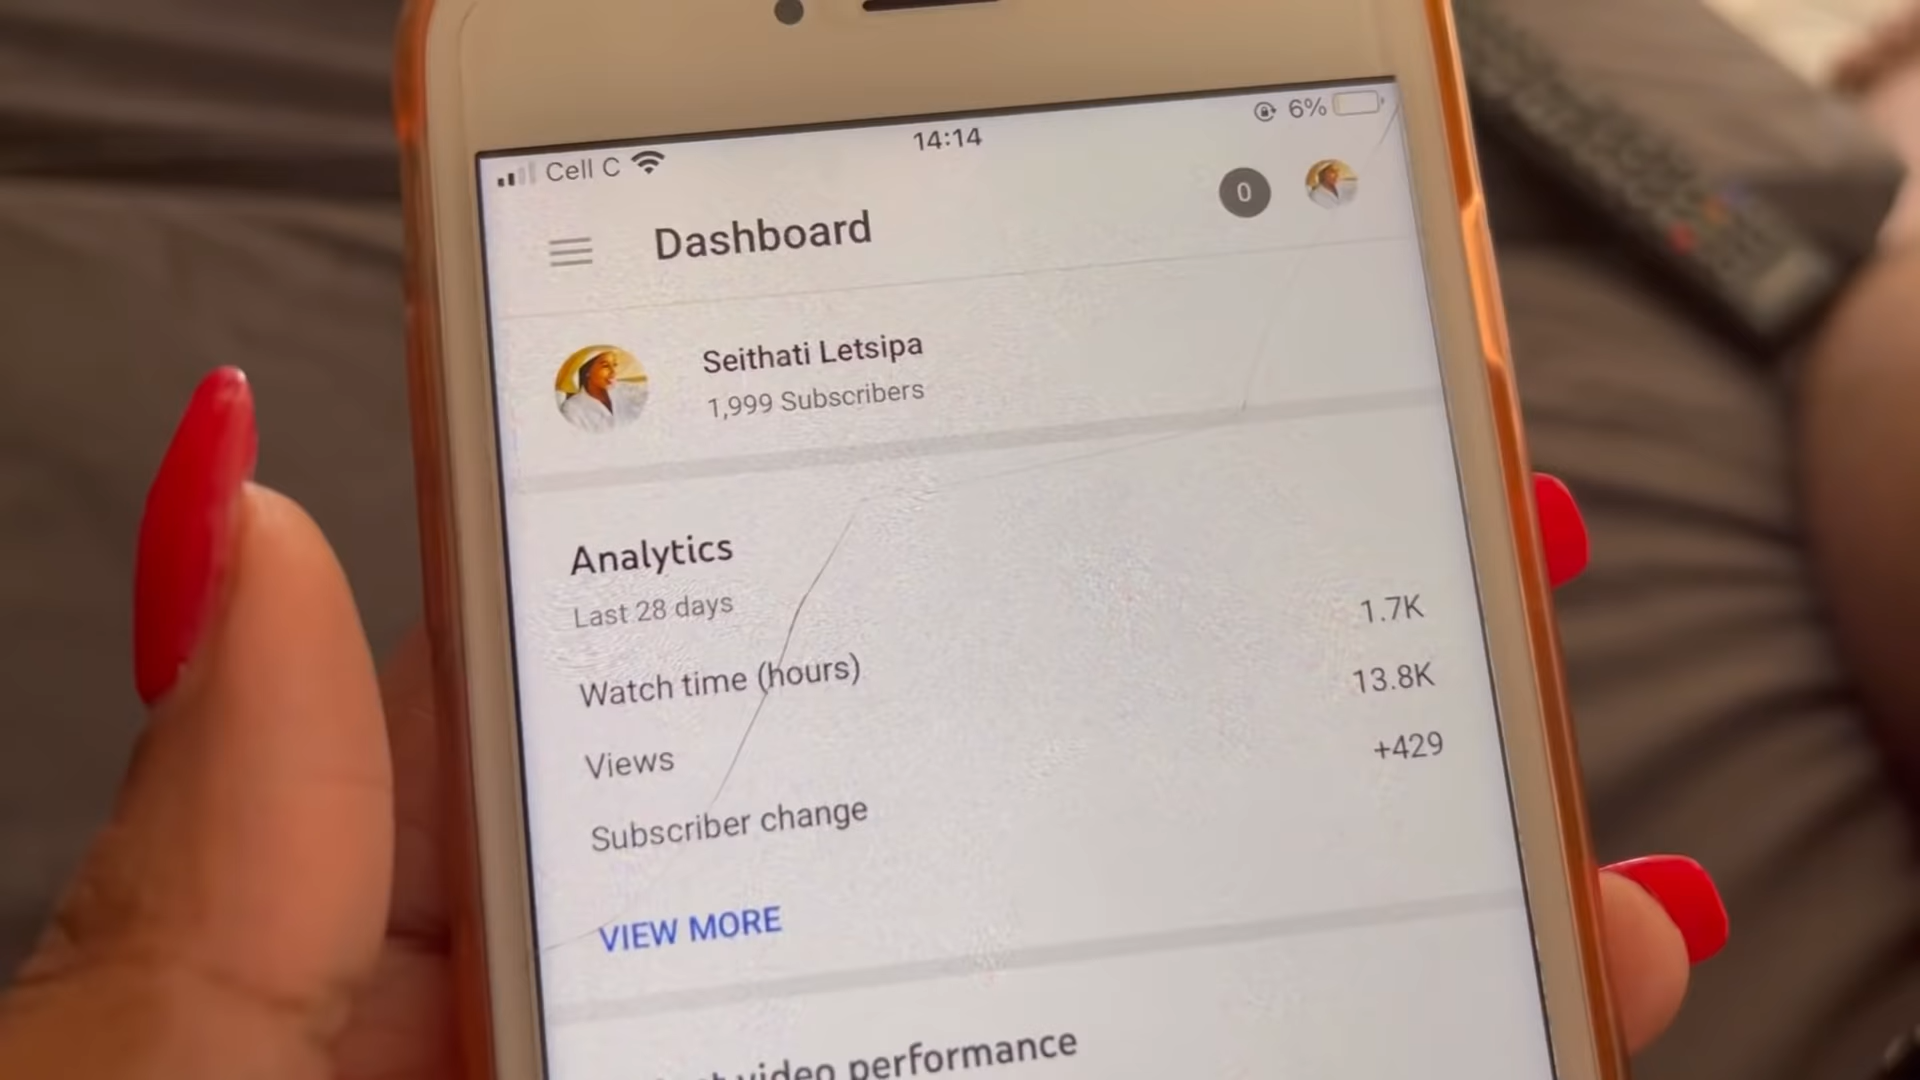 Cell C 14:14 6%
Dashboard 0
Seithati Letsipa
1,999 Subscribers
Analytics
Last 28 days
Watch time (hours) 1.7K
Views 13.8K
Subscriber change +429
VIEW MORE
video performance